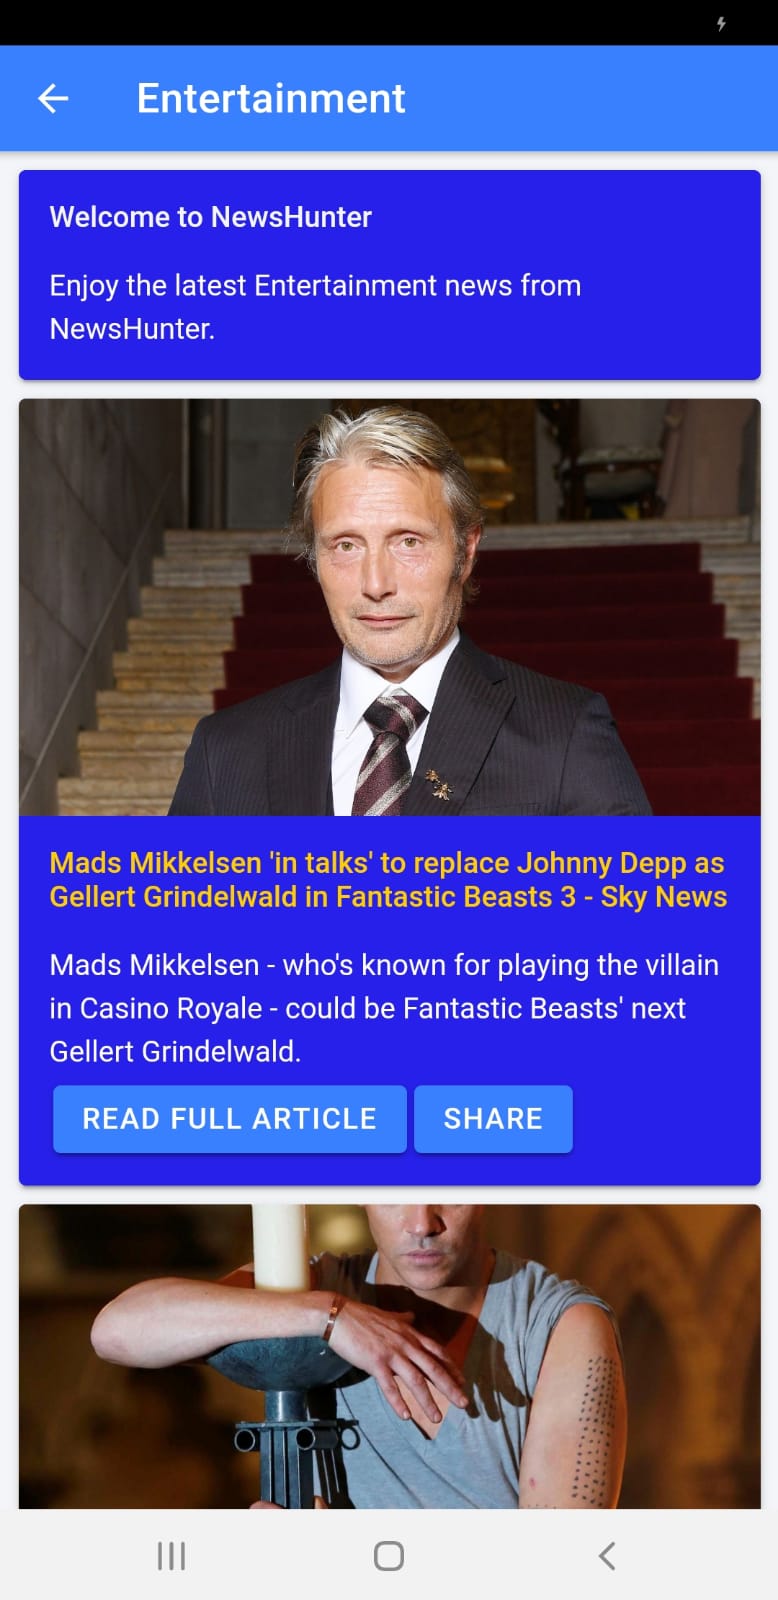 Entertainment
Welcome to NewsHunter
Enjoy the latest Entertainment news from
NewsHunter.
Mads Mikkelsen 'in talks' to replace Johnny Depp as
Gellert Grindelwald in Fantastic Beasts 3 - Sky News
Mads Mikkelsen - who's known for playing the villain
in Casino Royale - could be Fantastic Beasts' next
Gellert Grindelwald.
READ FULL ARTICLE SHARE